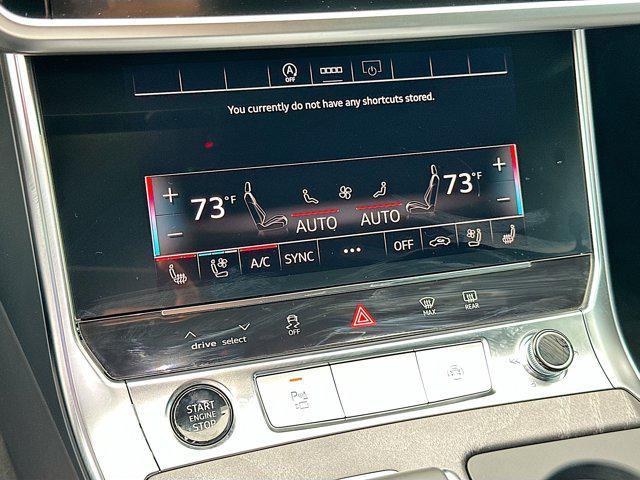 A
OFF
You currently do not have any shortcuts stored.
+ 73°F AUTO AUTO 73°F +
− −
A/C SYNC ... OFF
drive select OFF MAX REAR
START
ENGINE
STOP
P